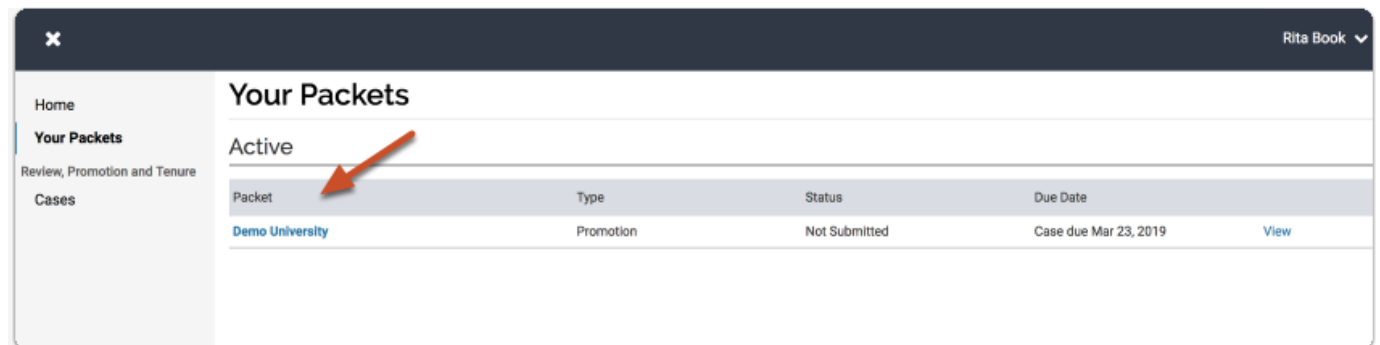 Rita Book
Home
Your Packets
Review, Promotion and Tenure
Cases
Your Packets
Active
Packet Type Status Due Date
Demo University Promotion Not Submitted Case due Mar 23, 2019 View